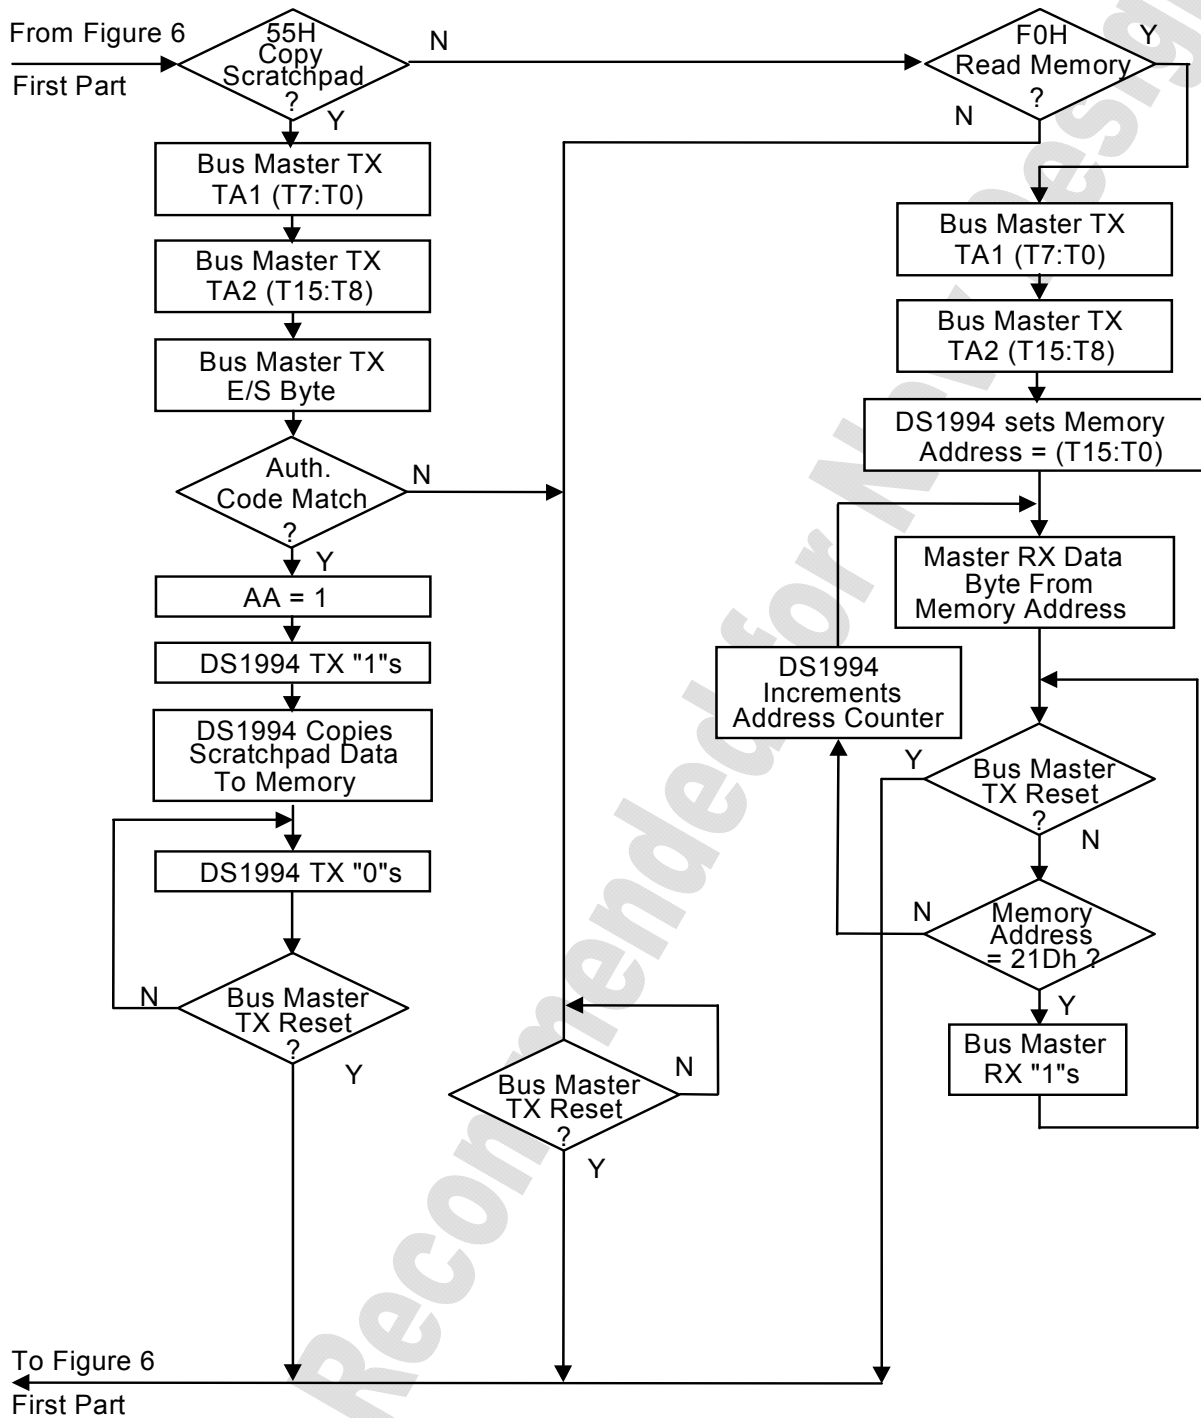 From Figure 6
First Part
55H
Copy
Scratchpad
?
N
Y
F0H
Read Memory
?
Y
N
Bus Master TX
TA1 (T7:T0)
Bus Master TX
TA2 (T15:T8)
Bus Master TX
E/S Byte
Auth.
Code Match
?
N
Y
AA = 1
DS1994 TX "1"s
DS1994 Copies
Scratchpad Data
To Memory
DS1994 TX "0"s
Bus Master
TX Reset
?
N
Y
Bus Master
TX Reset
?
N
Y
Bus Master TX
TA1 (T7:T0)
Bus Master TX
TA2 (T15:T8)
DS1994 sets Memory
Address = (T15:T0)
Master RX Data
Byte From
Memory Address
DS1994
Increments
Address Counter
Bus Master
TX Reset
?
Y
N
Memory
Address
= 21Dh ?
N
Y
Bus Master
RX "1"s
To Figure 6
First Part
Recommended for New Desig